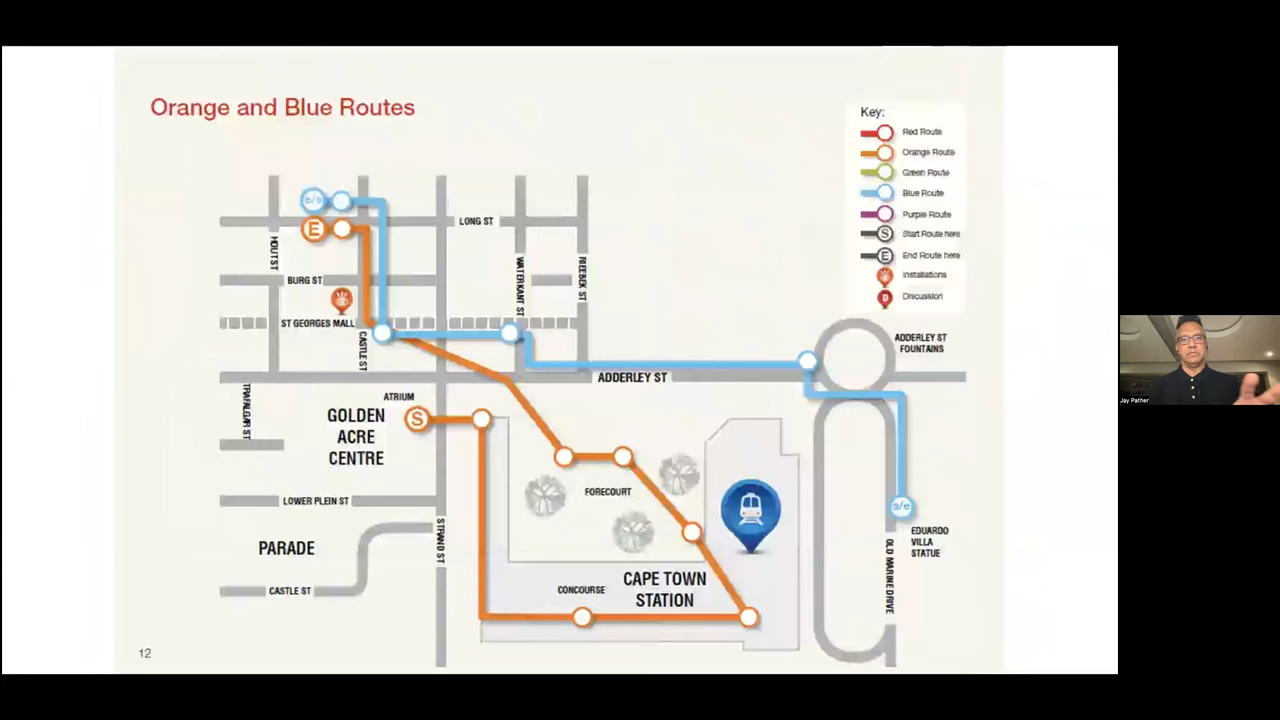 Orange and Blue Routes
Key:
Red Route
Orange Route
Green Route
Blue Route
Purple Route
S Start Route here
E End Route here
Installations
D Discussion
s/s
E
LONG ST
HOUT ST
BURG ST
WATERKANT ST
RIEBEEK ST
ST GEORGES MALL
CASTLE ST
ADDERLEY ST
FOUNTAINS
ADDERLEY ST
TRAFALGAR ST
ATRIUM
S
GOLDEN
ACRE
CENTRE
FORECOURT
LOWER PLEIN ST
STRAND ST
PARADE
CASTLE ST
CONCOURSE
CAPE TOWN
STATION
s/e
EDUARDO
VILLA
STATUE
OLD MARINE DRIVE
12
Jay Pather